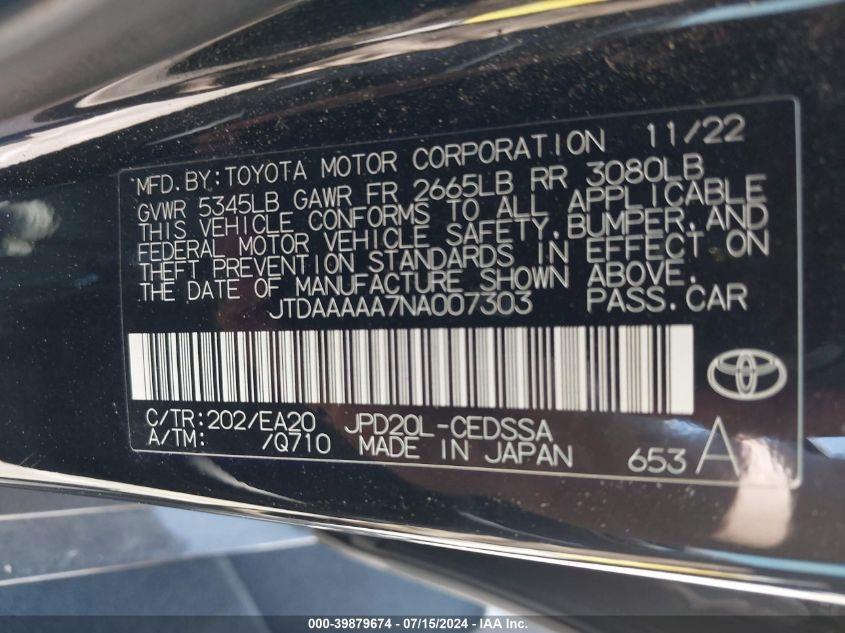 MFD.BY:TOYOTA MOTOR CORPORATION 11/22
GVWR 5345LB GAWR FR 2665LB RR 3080LB
THIS VEHICLE CONFORMS TO ALL APPLICABLE
FEDERAL MOTOR VEHICLE SAFETY,BUMPER,AND
THEFT PREVENTION STANDARDS IN EFFECT ON
THE DATE OF MANUFACTURE SHOWN ABOVE.
JTDAAAAA7NA007303 PASS.CAR
C/TR:202/EA20 JPD20L-CEDSSA
A/TM: /Q710 MADE IN JAPAN 653 A
000-39879674 - 07/15/2024 - IAA Inc.